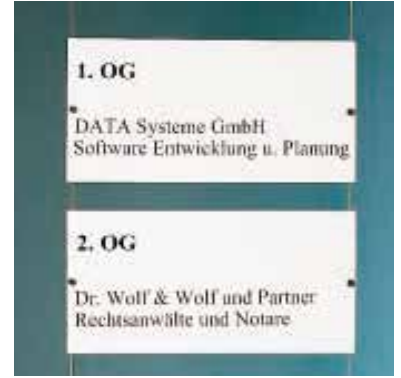 1. OG
DATA Systeme GmbH
Software Entwicklung u. Planung
2. OG
Dr. Wolf & Wolf und Partner
Rechtsanwälte und Notare